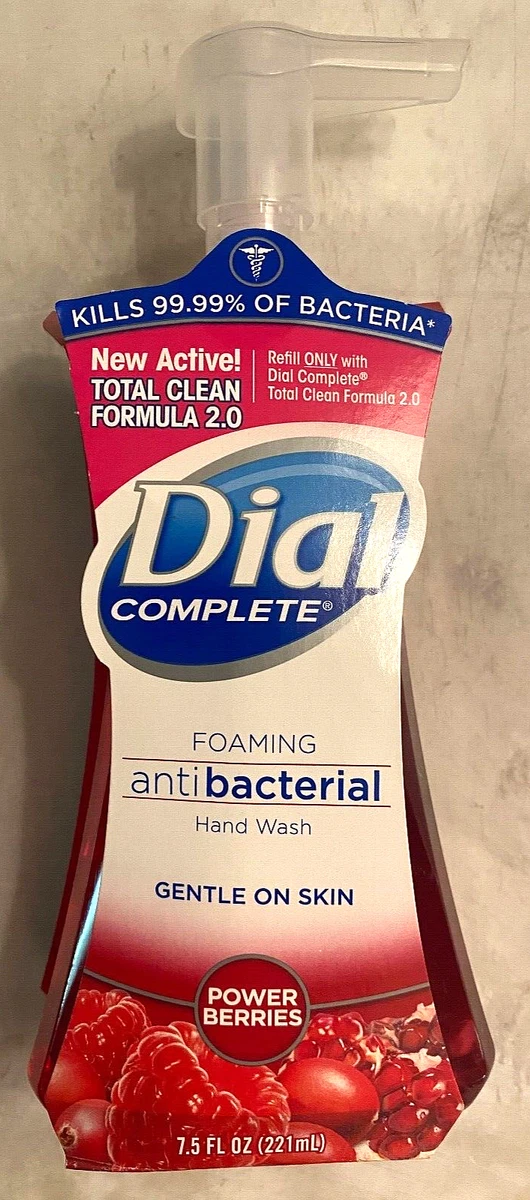 KILLS 99.99% OF BACTERIA*
New Active!
TOTAL CLEAN
FORMULA 2.0
Refill ONLY with
Dial Complete®
Total Clean Formula 2.0
Dial
COMPLETE®
FOAMING
antibacterial
Hand Wash
GENTLE ON SKIN
POWER
BERRIES
7.5 FL OZ (221mL)